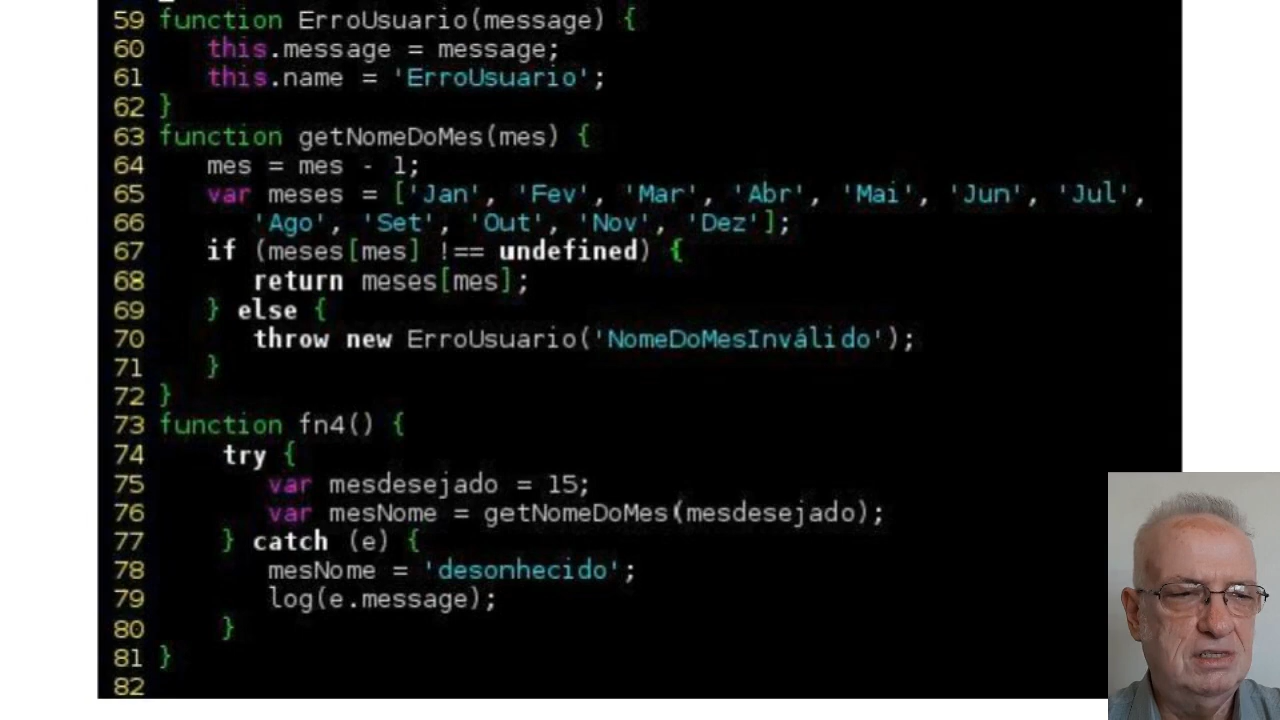 59 function ErroUsuario(message) {
60    this.message = message;
61    this.name = 'ErroUsuario';
62 }
63 function getNomeDoMes(mes) {
64    mes = mes - 1;
65    var meses = ['Jan', 'Fev', 'Mar', 'Abr', 'Mai', 'Jun', 'Jul',
66       'Ago', 'Set', 'Out', 'Nov', 'Dez'];
67    if (meses[mes] !== undefined) {
68       return meses[mes];
69    } else {
70       throw new ErroUsuario('NomeDoMesInválido');
71    }
72 }
73 function fn4() {
74     try {
75        var mesdesejado = 15;
76        var mesNome = getNomeDoMes(mesdesejado);
77     } catch (e) {
78        mesNome = 'desonhecido';
79        log(e.message);
80     }
81 }
82